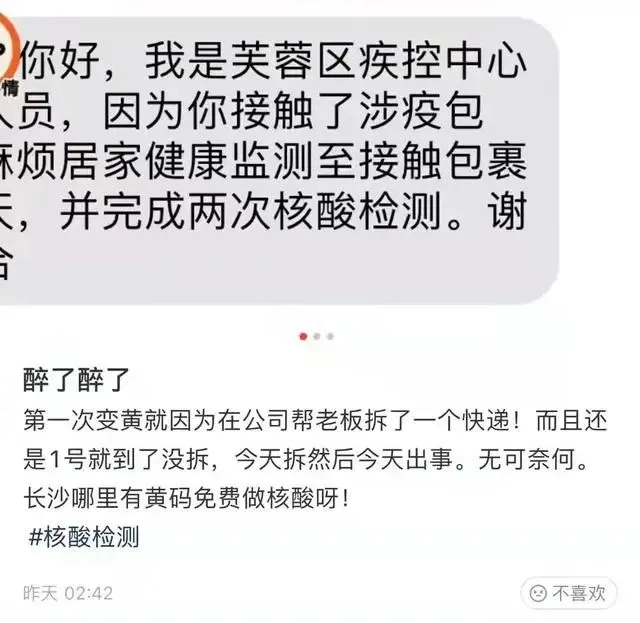 你好，我是芙蓉区疾控中心
情
人员，因为你接触了涉疫包
麻烦居家健康监测至接触包裹
天，并完成两次核酸检测。谢
合
醉了醉了
第一次变黄就因为在公司帮老板拆了一个快递！而且还
是1号就到了没拆，今天拆然后今天出事。无可奈何。
长沙哪里有黄码免费做核酸呀！
#核酸检测
昨天 02:42
不喜欢